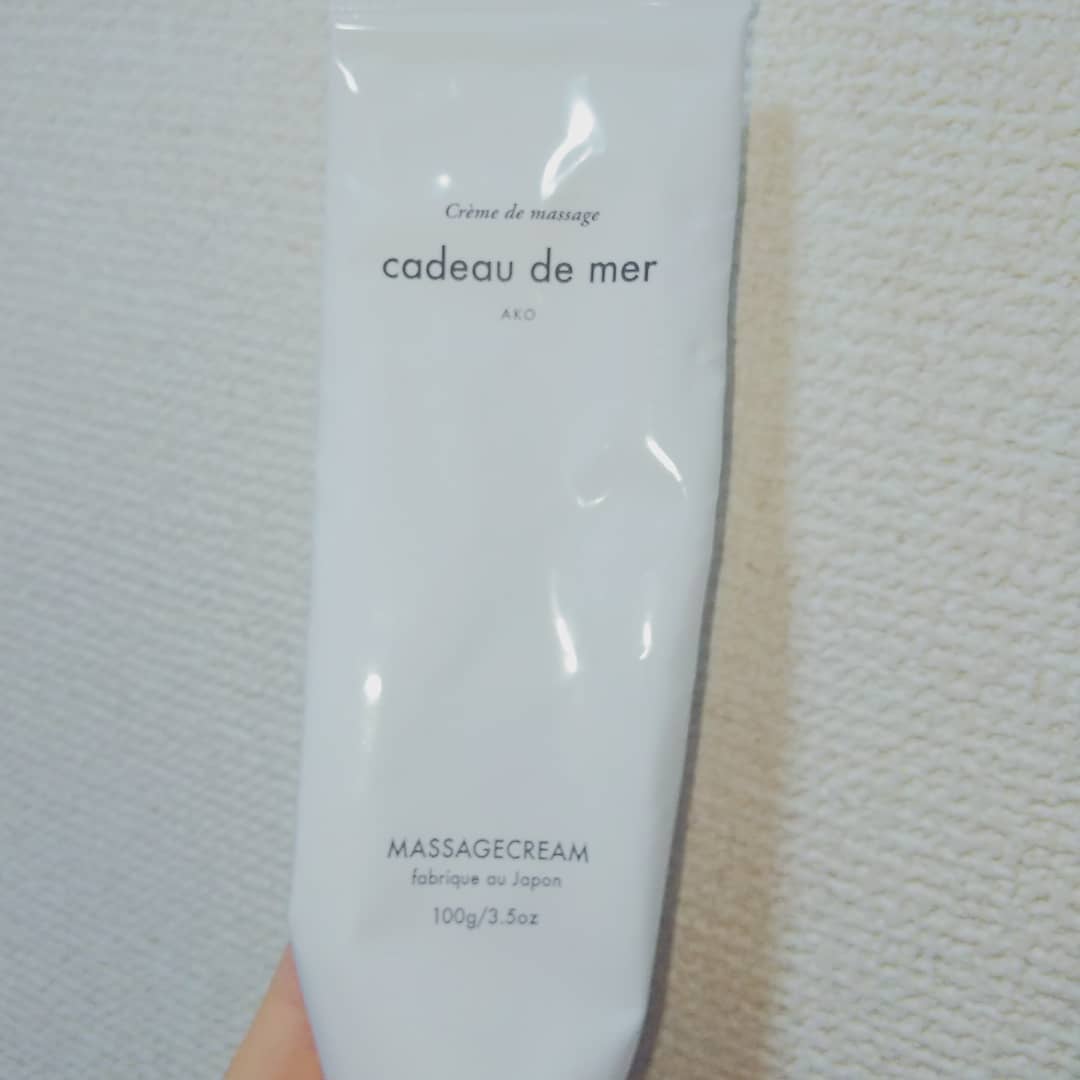 Crème de massage
cadeau de mer
AKO
MASSAGECREAM
fabrique au Japon
100g/3.5oz